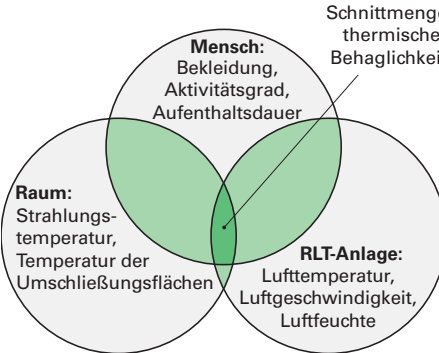 Schnittmenge
thermische
Behaglichkei
Mensch:
Bekleidung,
Aktivitätsgrad,
Aufenthaltsdauer
Raum:
Strahlungs-
temperatur,
Temperatur der
Umschließungsflächen
RLT-Anlage:
Lufttemperatur,
Luftgeschwindigkeit,
Luftfeuchte